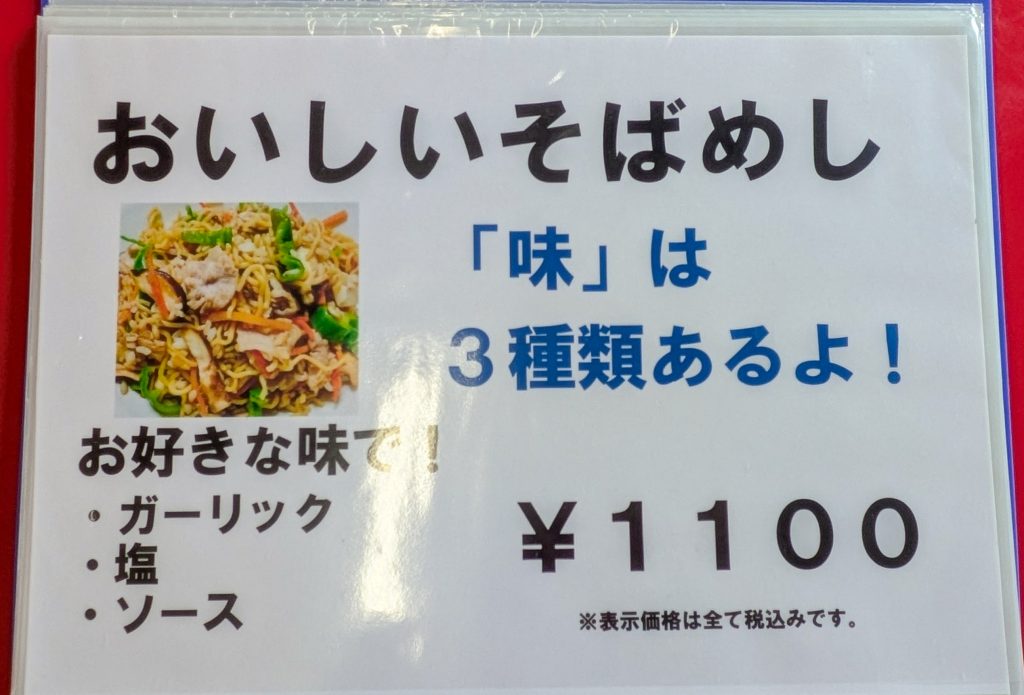 おいしいそばめし
「味」は
３種類あるよ！
お好きな味で！
・ガーリック
・塩
・ソース
￥１１００
※表示価格は全て税込みです。